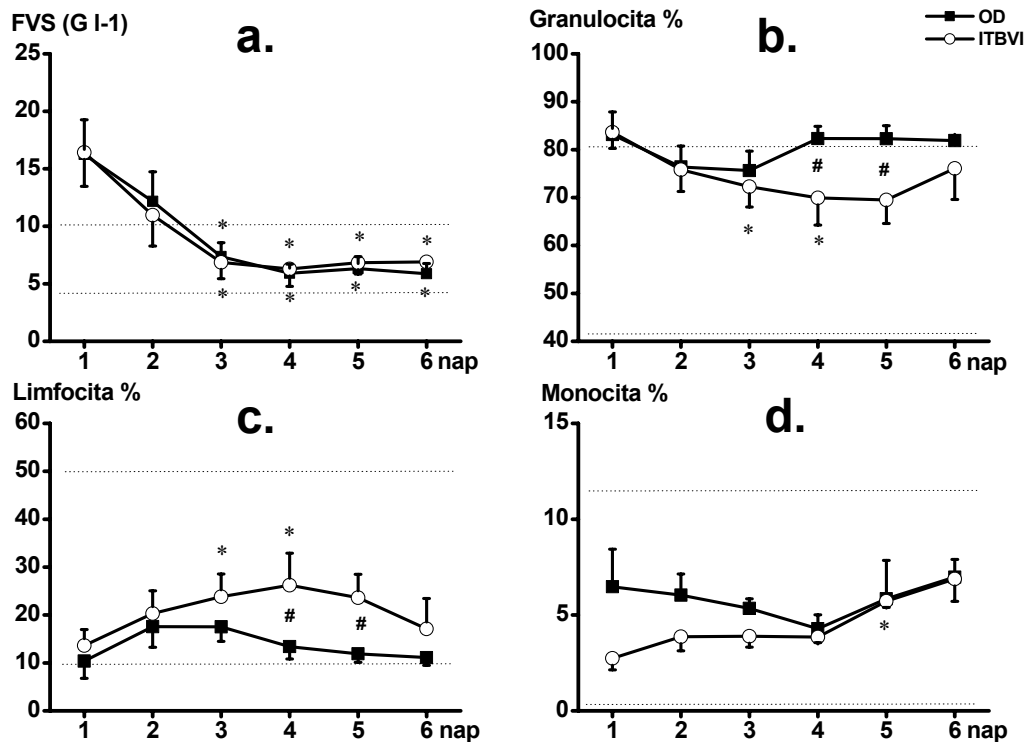 FVS (G l-1)
a.
25
20
15
10
5
0
1 2 3 4 5 6 nap
* * * *
* * * *
Granulocita %
b.
OD
ITBVI
100
90
80
70
60
50
40
# #
* *
1 2 3 4 5 6 nap
Limfocita %
c.
60
50
40
30
20
10
0
* *
# #
1 2 3 4 5 6 nap
Monocita %
d.
15
10
5
0
*
1 2 3 4 5 6 nap